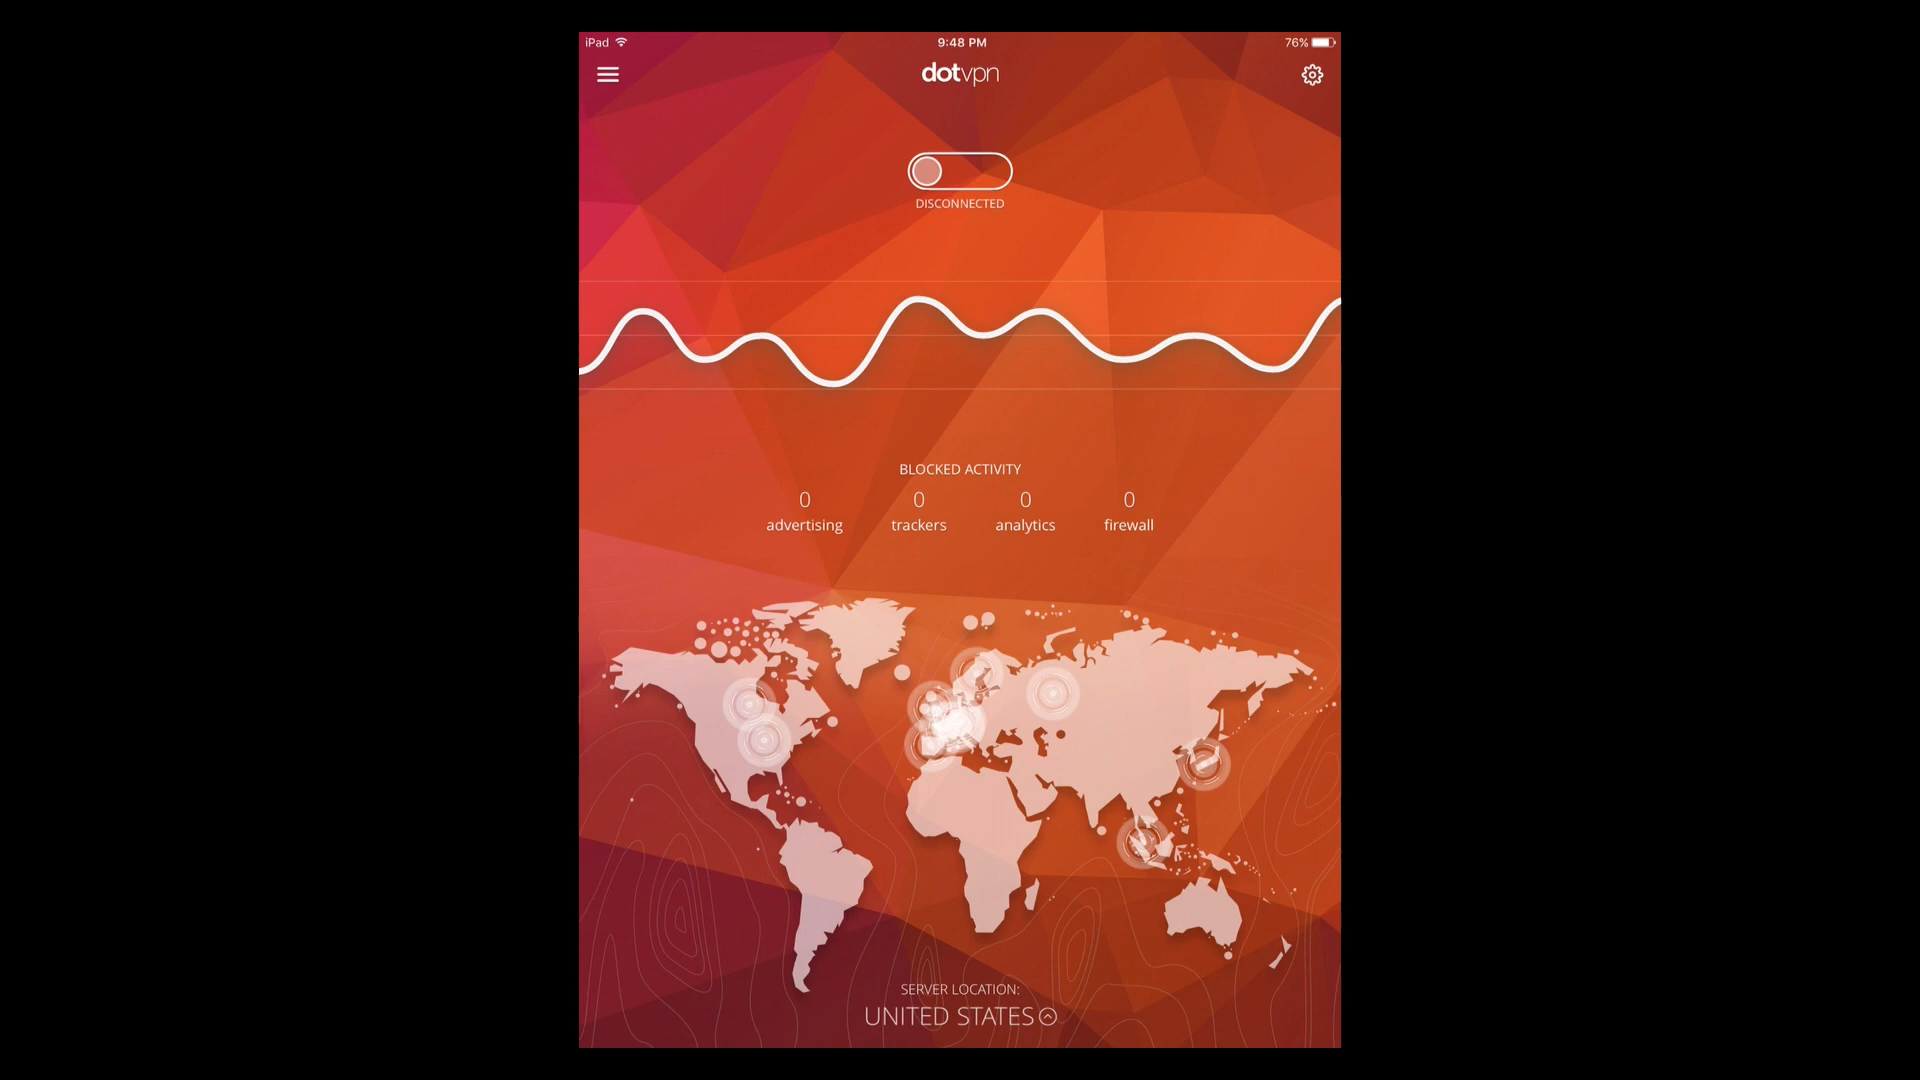 iPad 9:48 PM 76%
dotvpn
DISCONNECTED
BLOCKED ACTIVITY
0 0 0 0
advertising trackers analytics firewall
SERVER LOCATION:
UNITED STATES